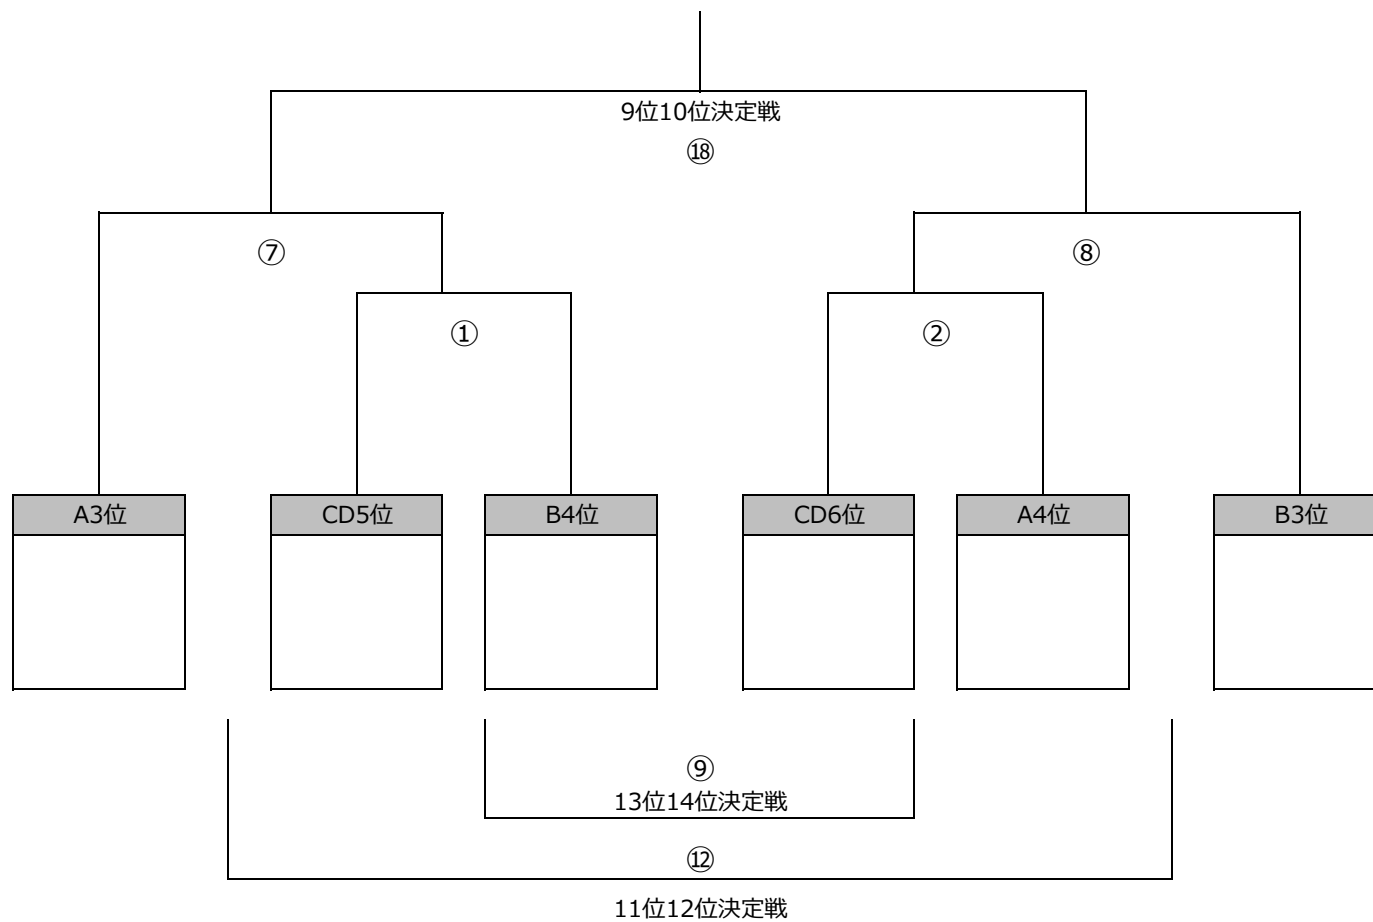 9位10位決定戦
⑱
⑦
⑧
①
②
A3位
CD5位
B4位
CD6位
A4位
B3位
⑨
13位14位決定戦
⑫
11位12位決定戦